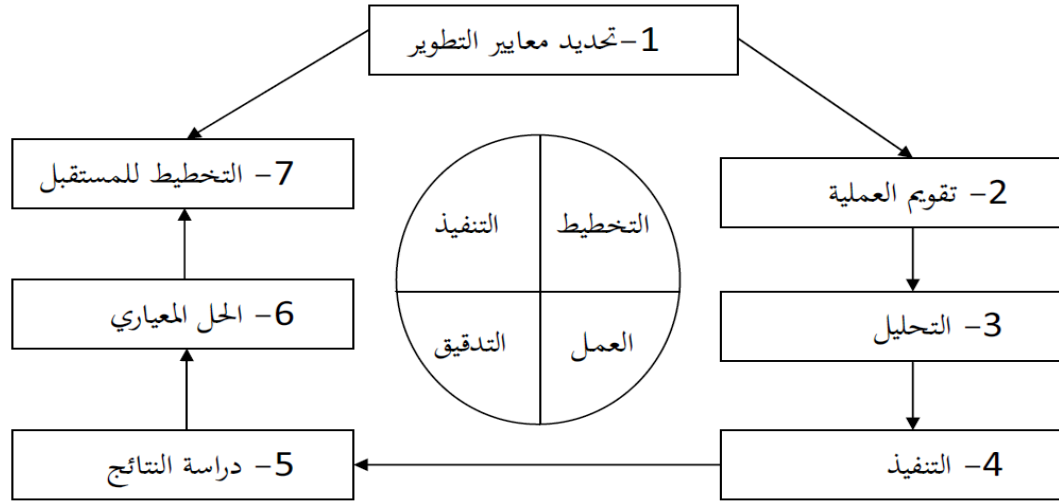 1-تحديد معايير التطوير
2- تقويم العملية
3- التحليل
4- التنفيذ
5- دراسة النتائج
6- الحل المعياري
7- التخطيط للمستقبل
التخطيط
التنفيذ
العمل
التدقيق